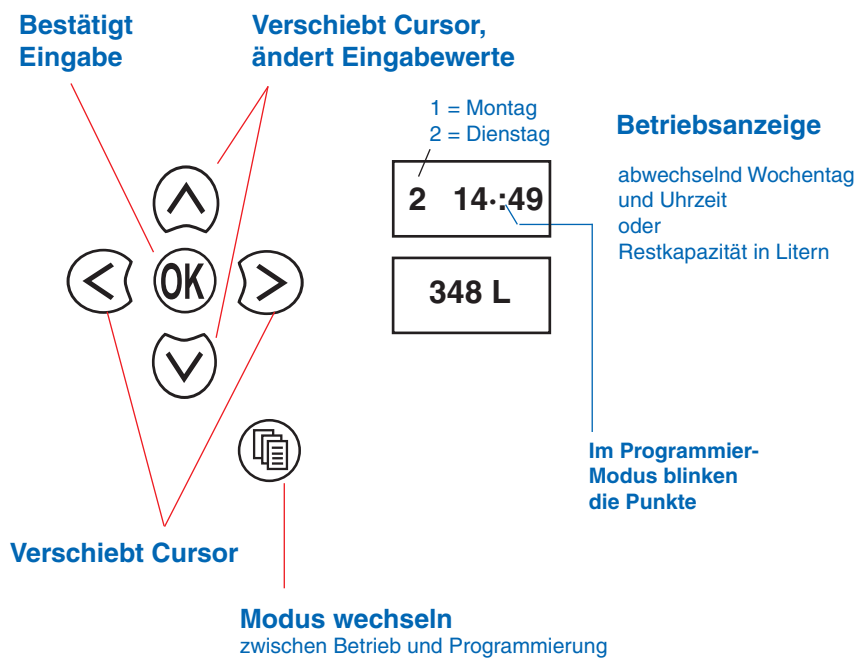 Bestätigt
Eingabe
Verschiebt Cursor,
ändert Eingabewerte
1 = Montag
2 = Dienstag
Betriebsanzeige
abwechselnd Wochentag
und Uhrzeit
oder
Restkapazität in Litern
2 14·:49
OK
348 L
Im Programmier-
Modus blinken
die Punkte
Verschiebt Cursor
Modus wechseln
zwischen Betrieb und Programmierung